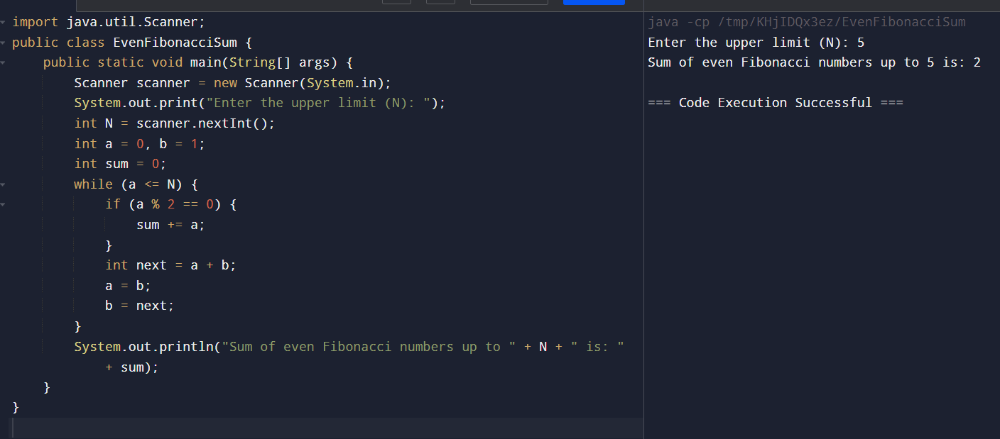 import java.util.Scanner;
public class EvenFibonacciSum {
    public static void main(String[] args) {
        Scanner scanner = new Scanner(System.in);
        System.out.print("Enter the upper limit (N): ");
        int N = scanner.nextInt();
        int a = 0, b = 1;
        int sum = 0;
        while (a <= N) {
            if (a % 2 == 0) {
                sum += a;
            }
            int next = a + b;
            a = b;
            b = next;
        }
        System.out.println("Sum of even Fibonacci numbers up to " + N + " is: "
            + sum);
    }
}
java -cp /tmp/KHjIDQx3ez/EvenFibonacciSum
Enter the upper limit (N): 5
Sum of even Fibonacci numbers up to 5 is: 2
=== Code Execution Successful ===